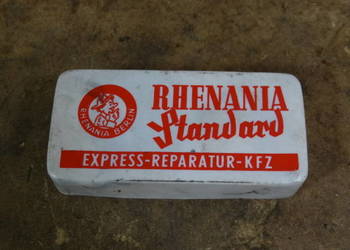 RHENANIA
Standard
RHENANIA-BERLIN
EXPRESS-REPARATUR-KFZ